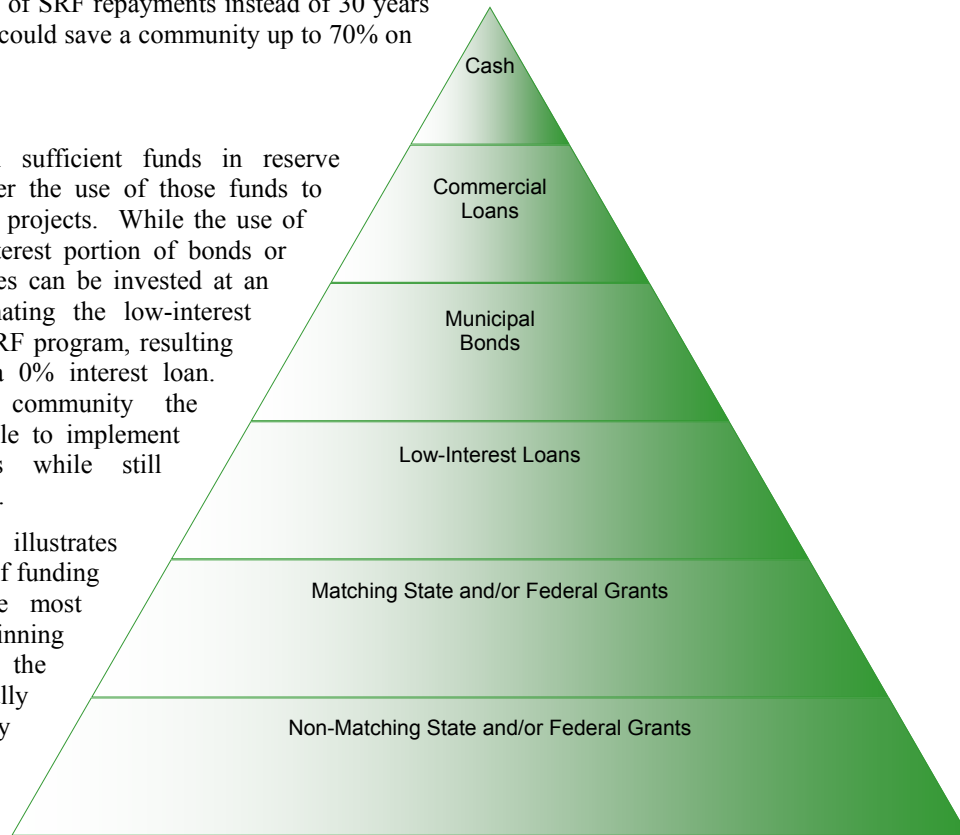 of SRF repayments instead of 30 years
could save a community up to 70% on
sufficient funds in reserve
er the use of those funds to
projects. While the use of
terest portion of bonds or
es can be invested at an
nating the low-interest
RF program, resulting
a 0% interest loan.
community the
le to implement
s while still
-
illustrates
of funding
e most
inning
the
lly
y
Cash
Commercial
Loans
Municipal
Bonds
Low-Interest Loans
Matching State and/or Federal Grants
Non-Matching State and/or Federal Grants